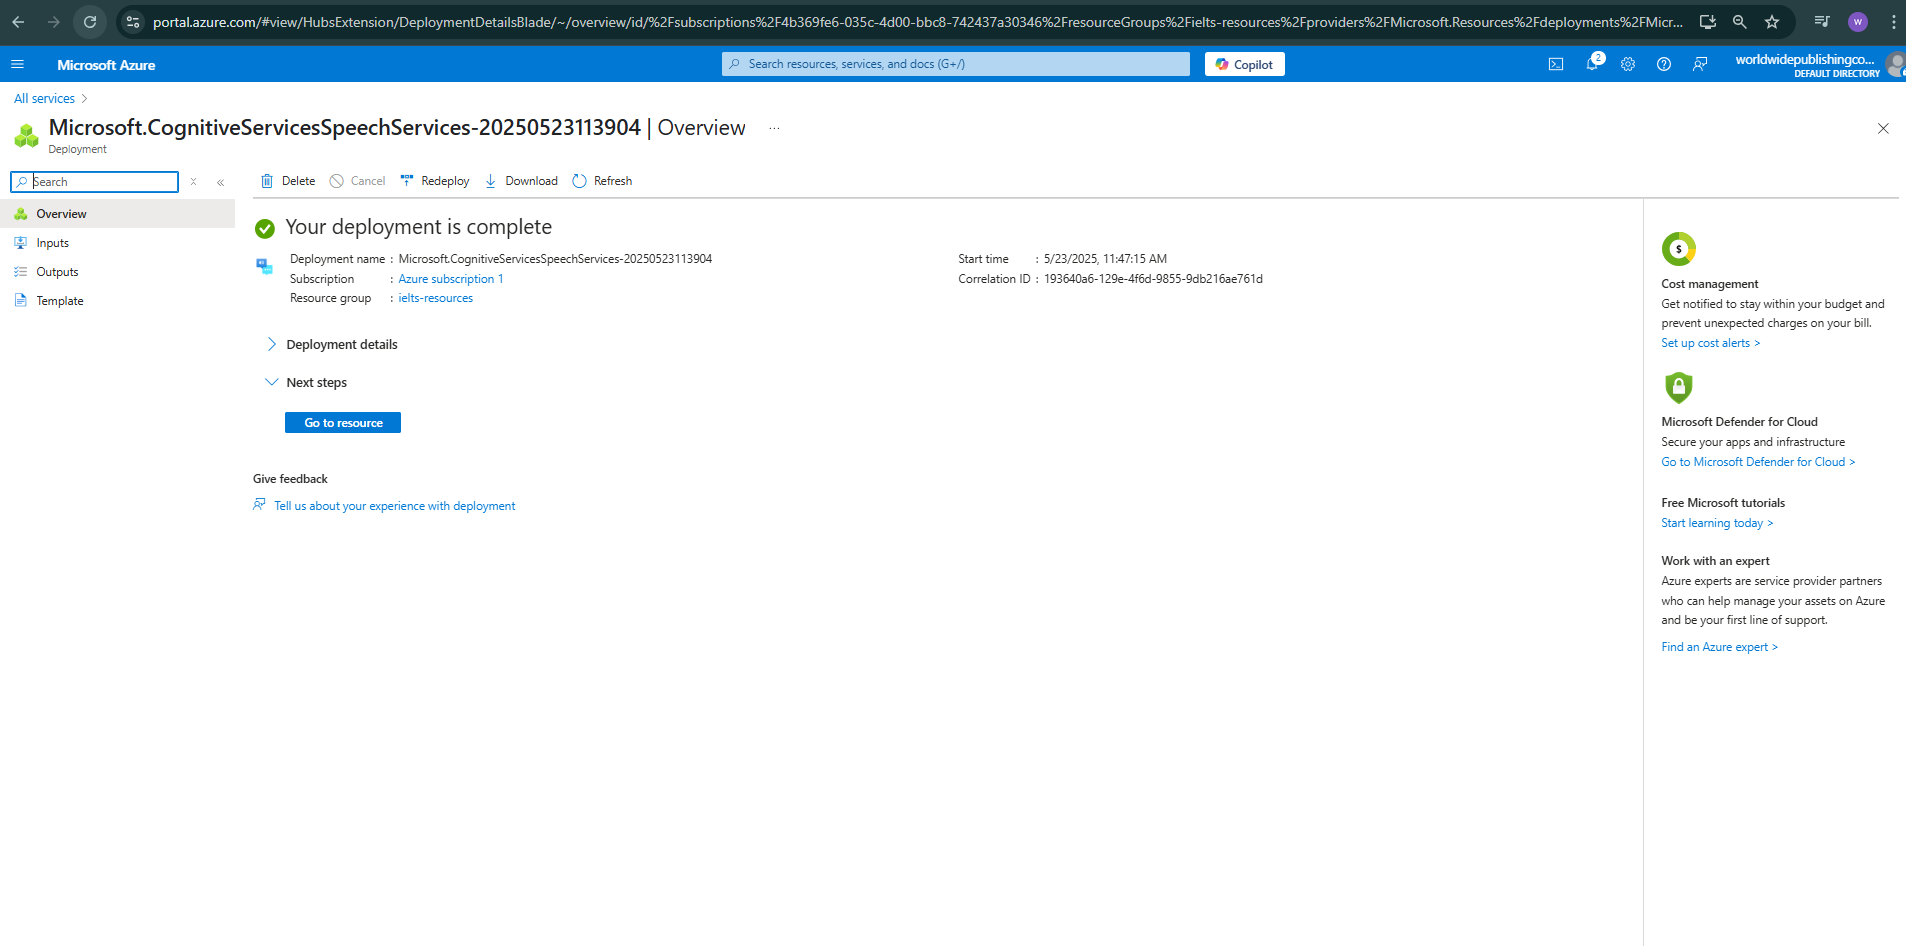 portal.azure.com/#view/HubsExtension/DeploymentDetailsBlade/~/overview/id/%2Fsubscriptions%2F4b369fe6-035c-4d00-bbc8-742437a30346%2FresourceGroups%2Fielts-resources%2Fproviders%2FMicrosoft.Resources%2Fdeployments%2FMicr...
W
Microsoft Azure
Search resources, services, and docs (G+/)
Copilot
2
worldwidepublishingco...
DEFAULT DIRECTORY
All services
Microsoft.CognitiveServicesSpeechServices-20250523113904 | Overview ...
Deployment
Search
Delete
Cancel
Redeploy
Download
Refresh
Overview
Inputs
Outputs
Template
Your deployment is complete
Deployment name : Microsoft.CognitiveServicesSpeechServices-20250523113904
Subscription : Azure subscription 1
Resource group : ielts-resources
Start time : 5/23/2025, 11:47:15 AM
Correlation ID : 193640a6-129e-4f6d-9855-9db216ae761d
Deployment details
Next steps
Go to resource
Give feedback
Tell us about your experience with deployment
$
Cost management
Get notified to stay within your budget and
prevent unexpected charges on your bill.
Set up cost alerts >
Microsoft Defender for Cloud
Secure your apps and infrastructure
Go to Microsoft Defender for Cloud >
Free Microsoft tutorials
Start learning today >
Work with an expert
Azure experts are service provider partners
who can help manage your assets on Azure
and be your first line of support.
Find an Azure expert >